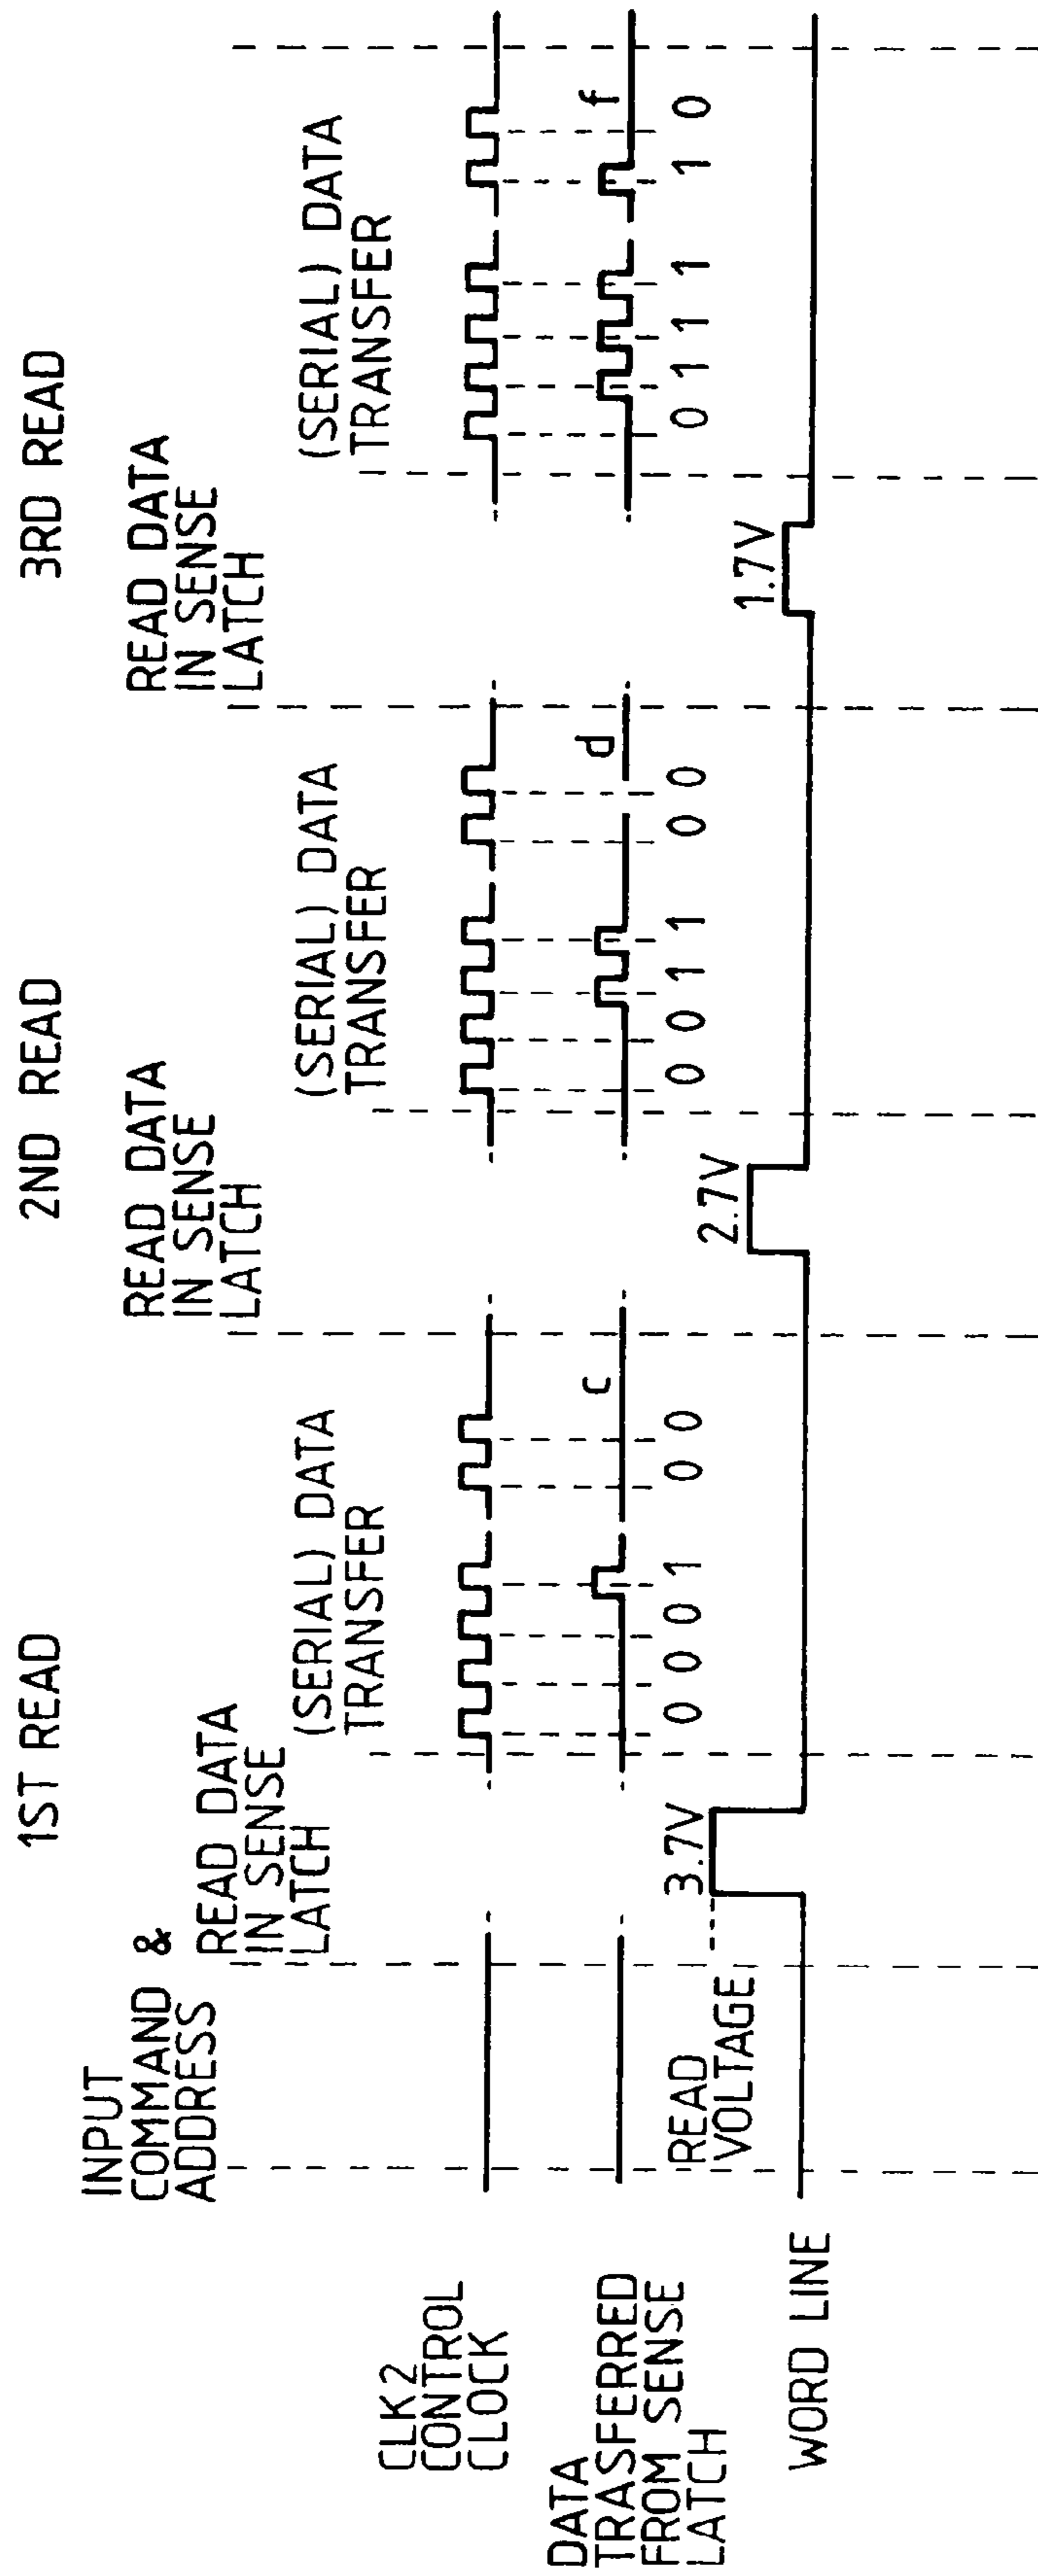 1ST READ
2ND READ
3RD READ
INPUT
COMMAND &
ADDRESS
READ DATA
IN SENSE
LATCH
(SERIAL) DATA
TRANSFER
READ DATA
IN SENSE
LATCH
(SERIAL) DATA
TRANSFER
READ DATA
IN SENSE
LATCH
(SERIAL) DATA
TRANSFER
CLK2
CONTROL
CLOCK
DATA
TRASFERRED
FROM SENSE
LATCH
c
d
f
0 0 0 1 0 0
0 0 1 1 0 0
0 1 1 1 1 0
READ
VOLTAGE
3.7V
2.7V
1.7V
WORD LINE